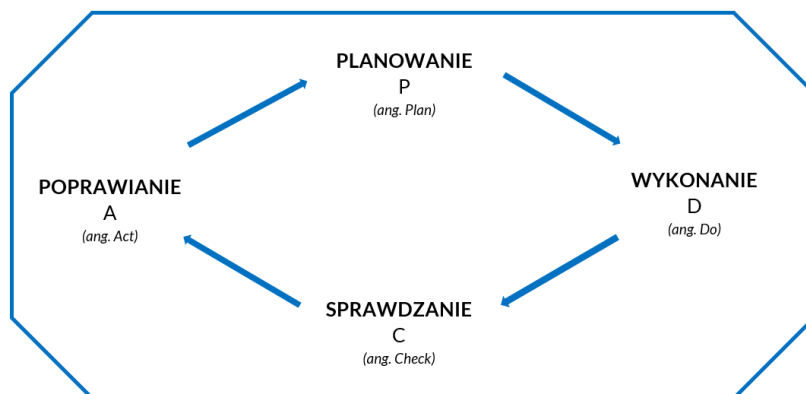 PLANOWANIE
P
(ang. Plan)
WYKONANIE
D
(ang. Do)
SPRAWDZANIE
C
(ang. Check)
POPRAWIANIE
A
(ang. Act)